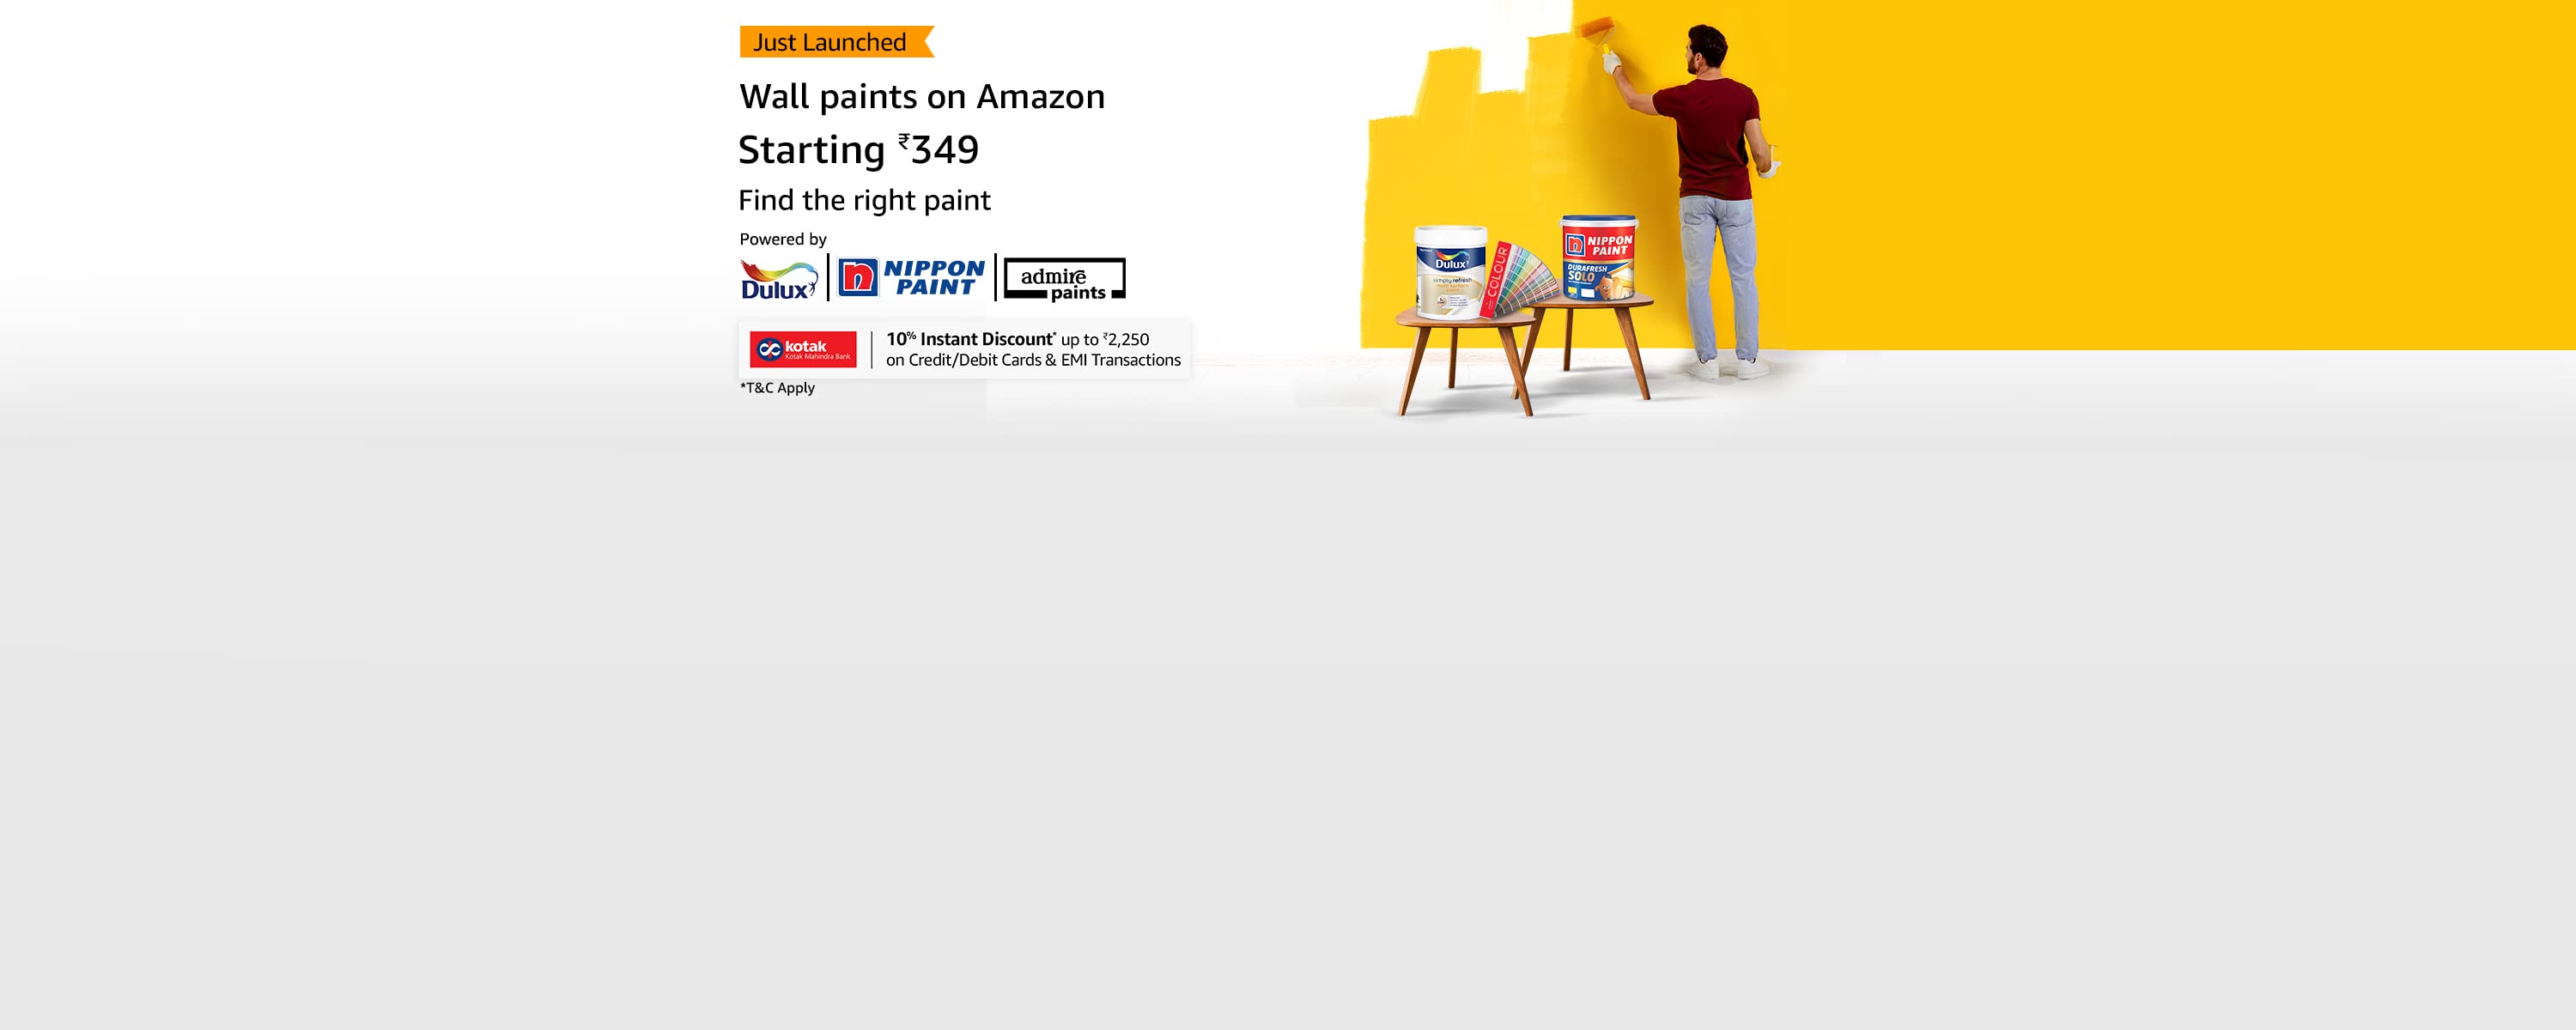 Just Launched
Wall paints on Amazon
Starting ₹349
Find the right paint
Powered by
Dulux
n NIPPON PAINT
admire paints
kotak
Kotak Mahindra Bank
10% Instant Discount* up to ₹2,250
on Credit/Debit Cards & EMI Transactions
*T&C Apply
Dulux
simply refresh
COLOUR
n NIPPON
PAINT
DURAFRESH
SOLO